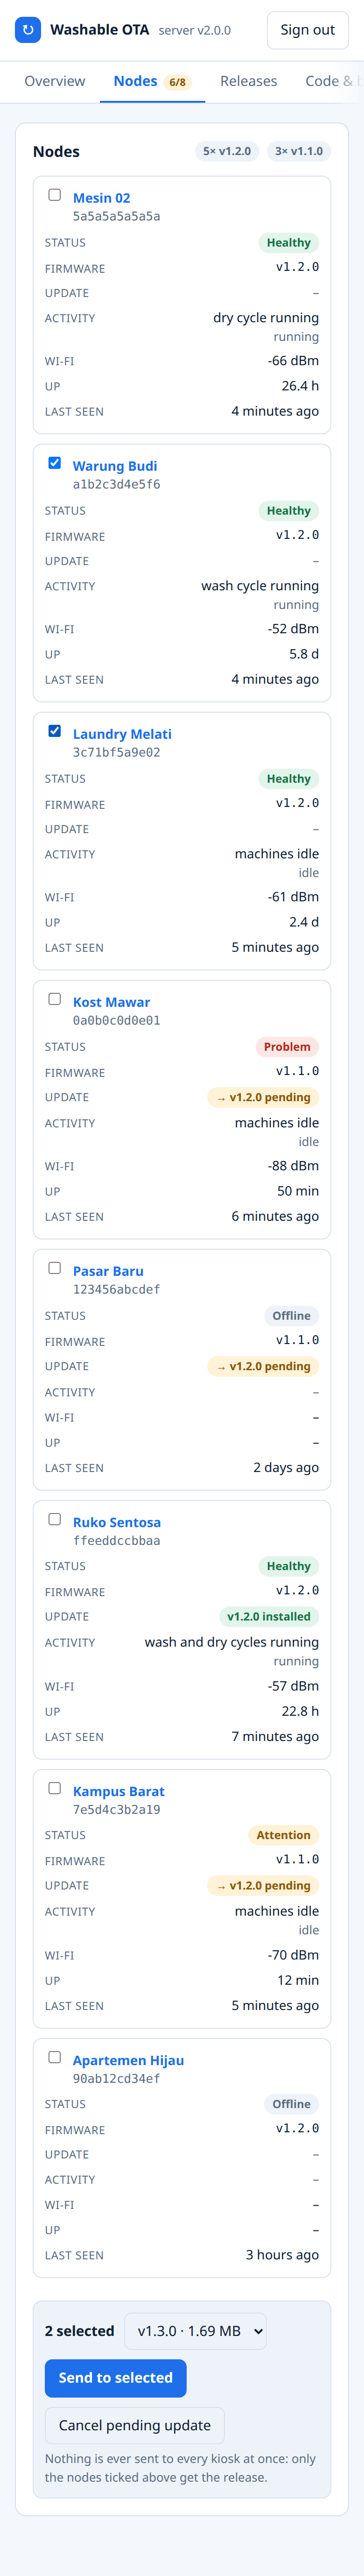 Washable OTA server v2.0.0 Sign out
Overview Nodes 6/8 Releases Code &
Nodes 5× v1.2.0 3× v1.1.0
Mesin 02
5a5a5a5a5a5a
STATUS Healthy
FIRMWARE v1.2.0
UPDATE –
ACTIVITY dry cycle running
running
WI-FI -66 dBm
UP 26.4 h
LAST SEEN 4 minutes ago
Warung Budi
a1b2c3d4e5f6
STATUS Healthy
FIRMWARE v1.2.0
UPDATE –
ACTIVITY wash cycle running
running
WI-FI -52 dBm
UP 5.8 d
LAST SEEN 4 minutes ago
Laundry Melati
3c71bf5a9e02
STATUS Healthy
FIRMWARE v1.2.0
UPDATE –
ACTIVITY machines idle
idle
WI-FI -61 dBm
UP 2.4 d
LAST SEEN 5 minutes ago
Kost Mawar
0a0b0c0d0e01
STATUS Problem
FIRMWARE v1.1.0
UPDATE → v1.2.0 pending
ACTIVITY machines idle
idle
WI-FI -88 dBm
UP 50 min
LAST SEEN 6 minutes ago
Pasar Baru
123456abcdef
STATUS Offline
FIRMWARE v1.1.0
UPDATE → v1.2.0 pending
ACTIVITY –
WI-FI –
UP –
LAST SEEN 2 days ago
Ruko Sentosa
ffeeddccbbaa
STATUS Healthy
FIRMWARE v1.2.0
UPDATE v1.2.0 installed
ACTIVITY wash and dry cycles running
running
WI-FI -57 dBm
UP 22.8 h
LAST SEEN 7 minutes ago
Kampus Barat
7e5d4c3b2a19
STATUS Attention
FIRMWARE v1.1.0
UPDATE → v1.2.0 pending
ACTIVITY machines idle
idle
WI-FI -70 dBm
UP 12 min
LAST SEEN 5 minutes ago
Apartemen Hijau
90ab12cd34ef
STATUS Offline
FIRMWARE v1.2.0
UPDATE –
ACTIVITY –
WI-FI –
UP –
LAST SEEN 3 hours ago
2 selected v1.3.0 · 1.69 MB
Send to selected
Cancel pending update
Nothing is ever sent to every kiosk at once: only
the nodes ticked above get the release.